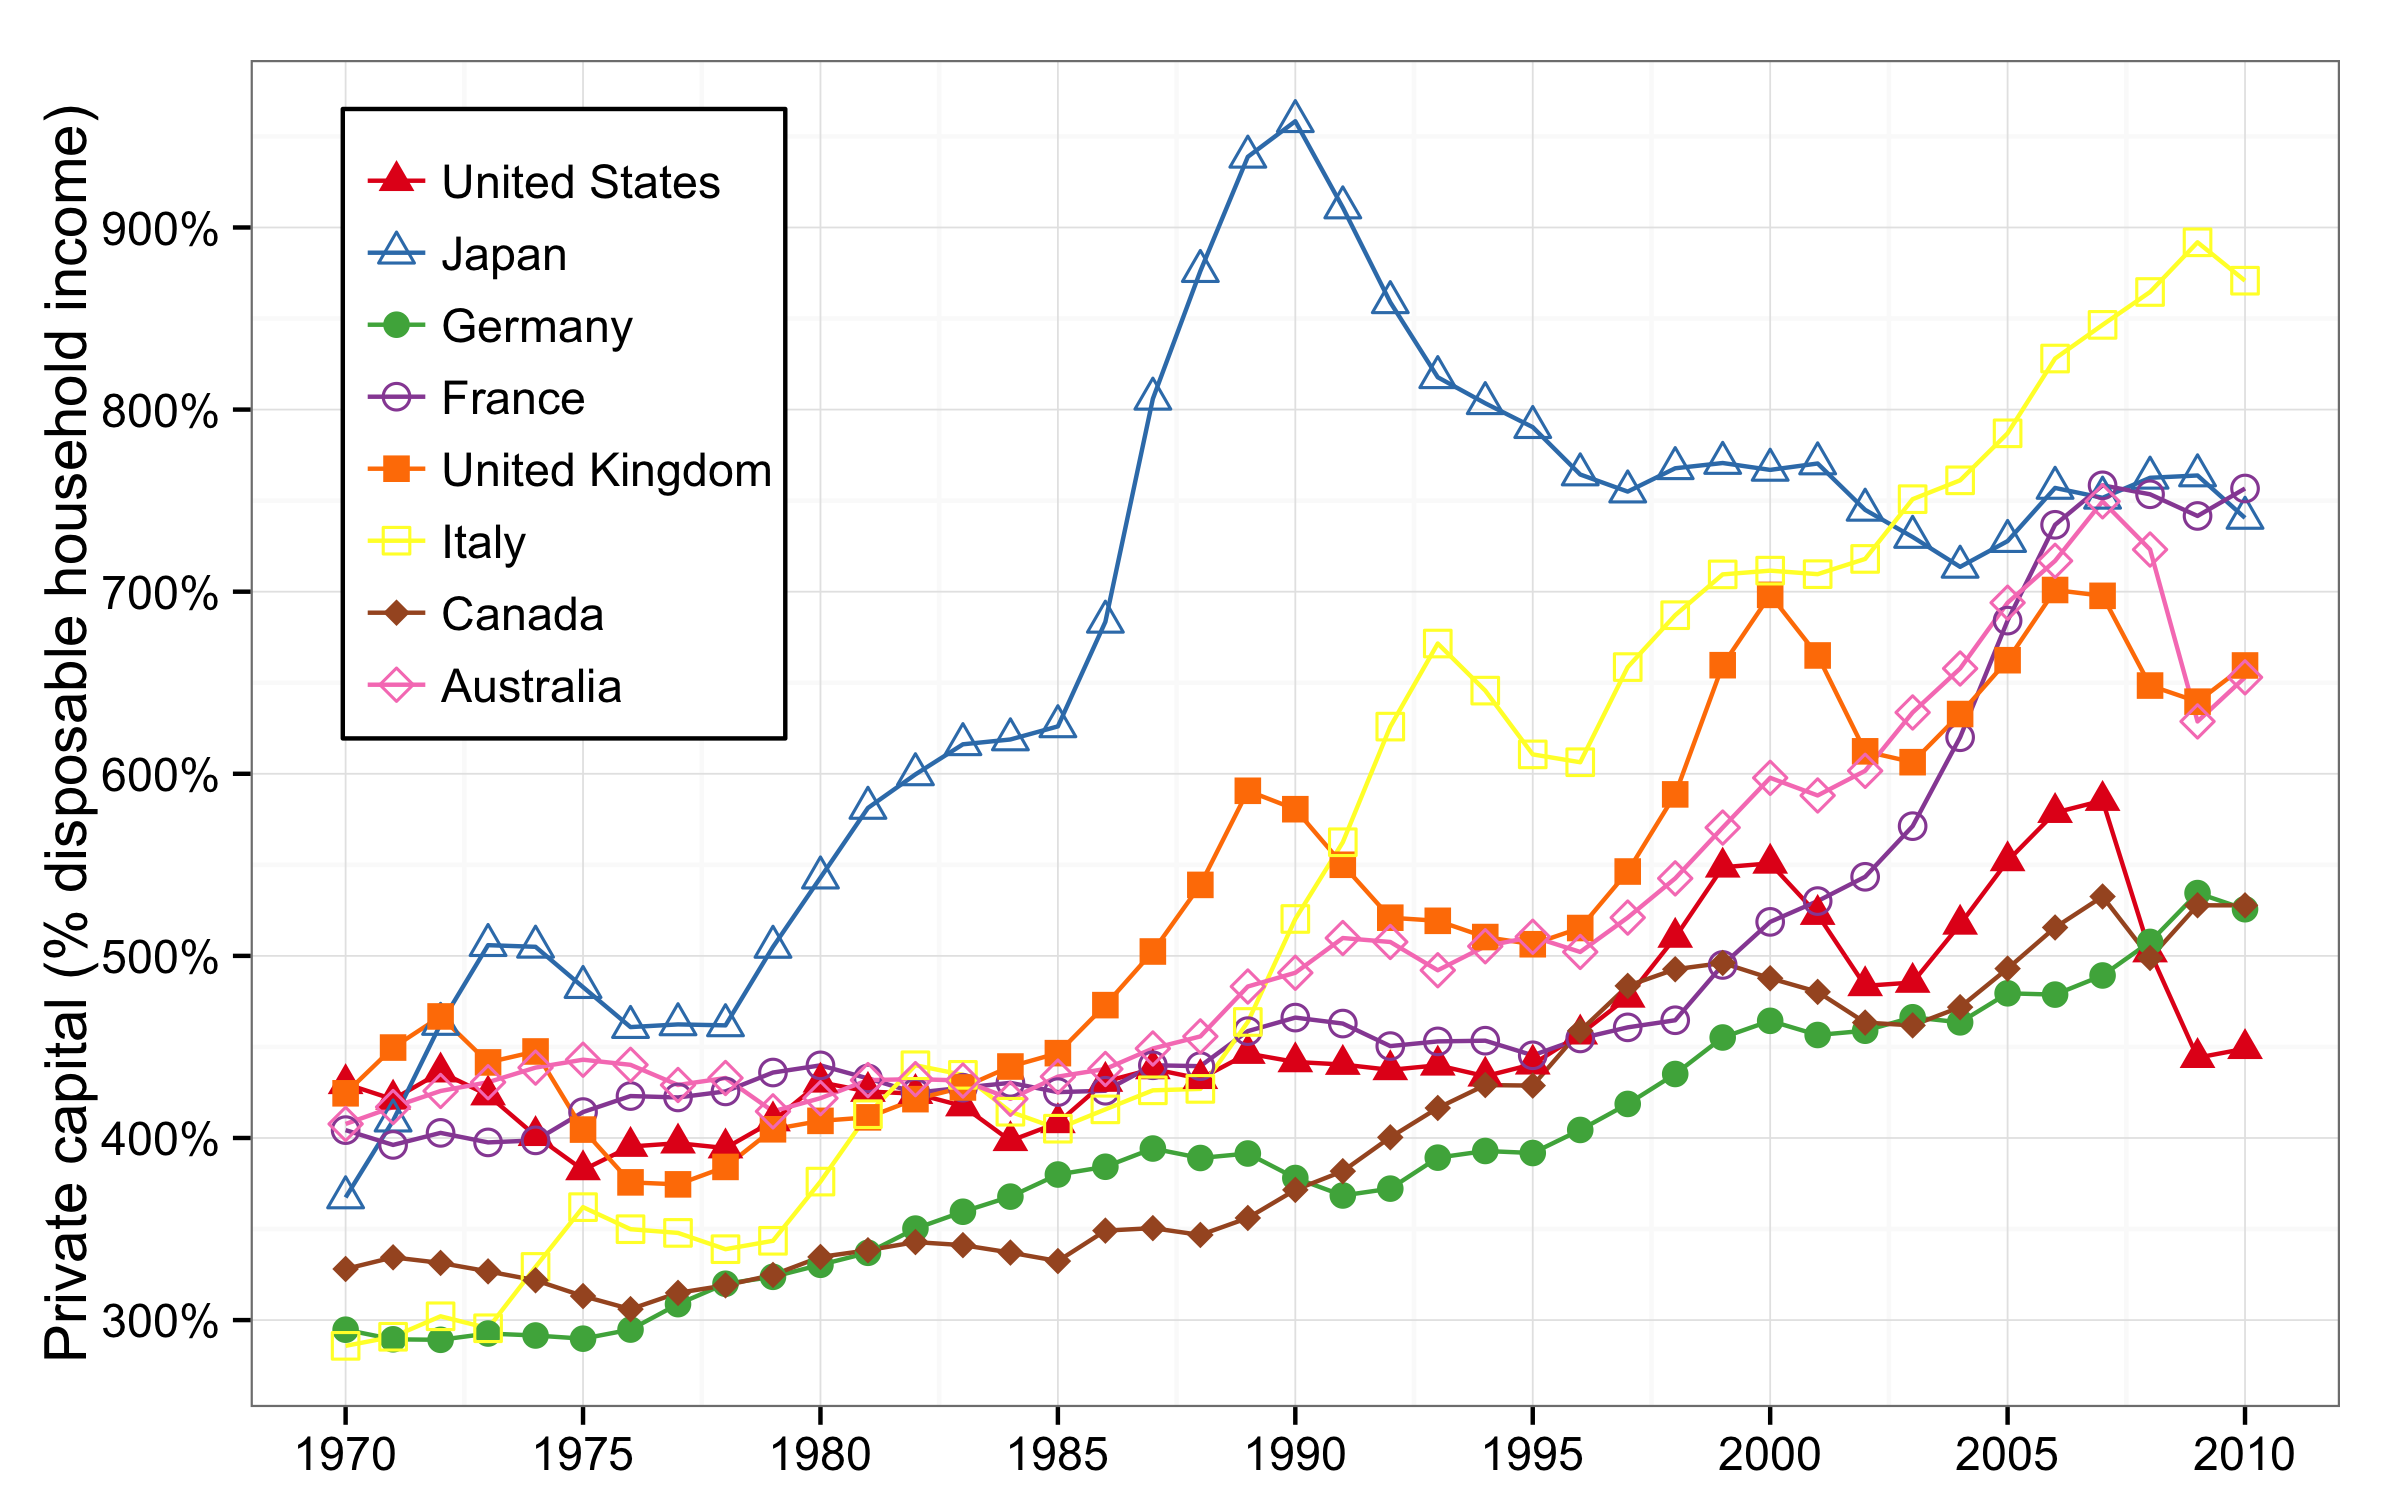 Private capital (% disposable household income)
900%
800%
700%
600%
500%
400%
300%
United States
Japan
Germany
France
United Kingdom
Italy
Canada
Australia
1970 1975 1980 1985 1990 1995 2000 2005 2010